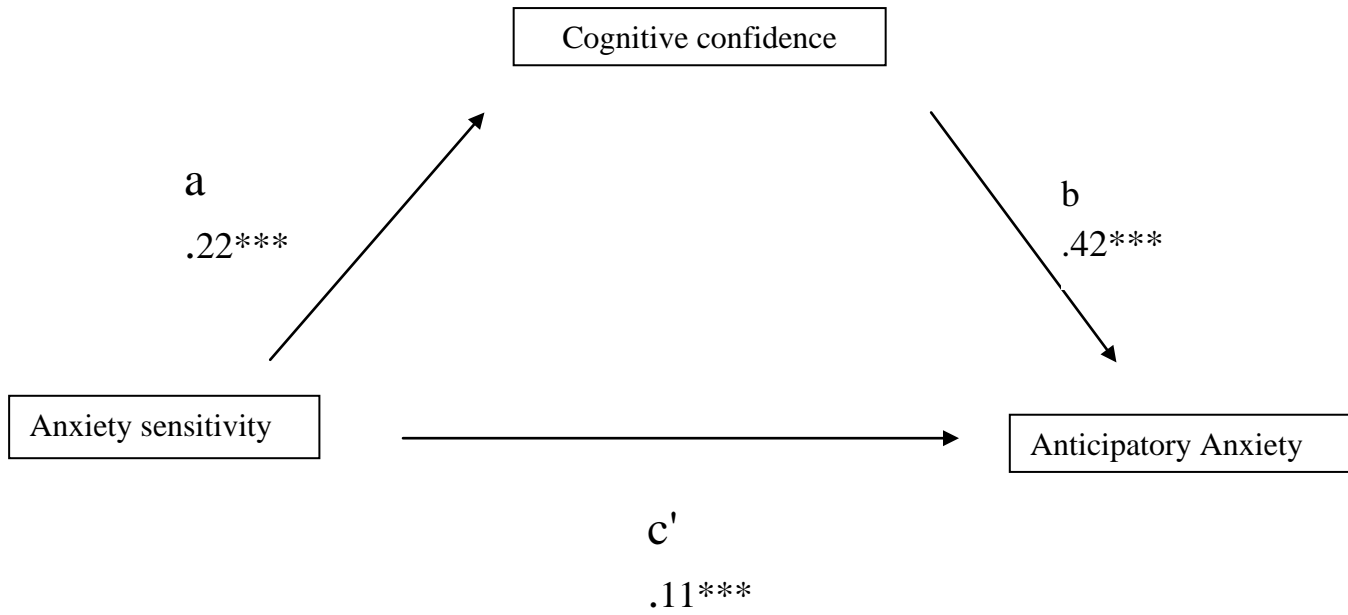 Cognitive confidence
a
.22***
b
.42***
Anxiety sensitivity
Anticipatory Anxiety
c'
.11***